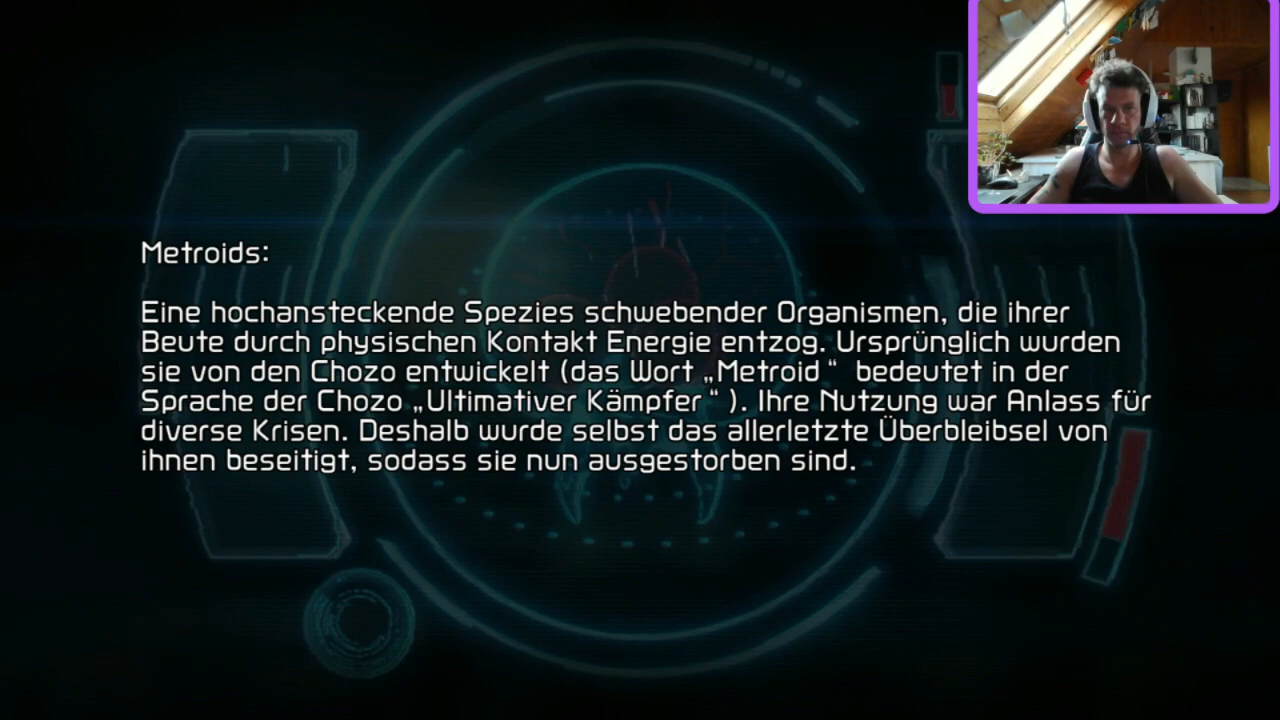 Metroids:
Eine hochansteckende Spezies schwebender Organismen, die ihrer
Beute durch physischen Kontakt Energie entzog. Ursprünglich wurden
sie von den Chozo entwickelt (das Wort „Metroid“ bedeutet in der
Sprache der Chozo „Ultimativer Kämpfer“). Ihre Nutzung war Anlass für
diverse Krisen. Deshalb wurde selbst das allerletzte Überbleibsel von
ihnen beseitigt, sodass sie nun ausgestorben sind.